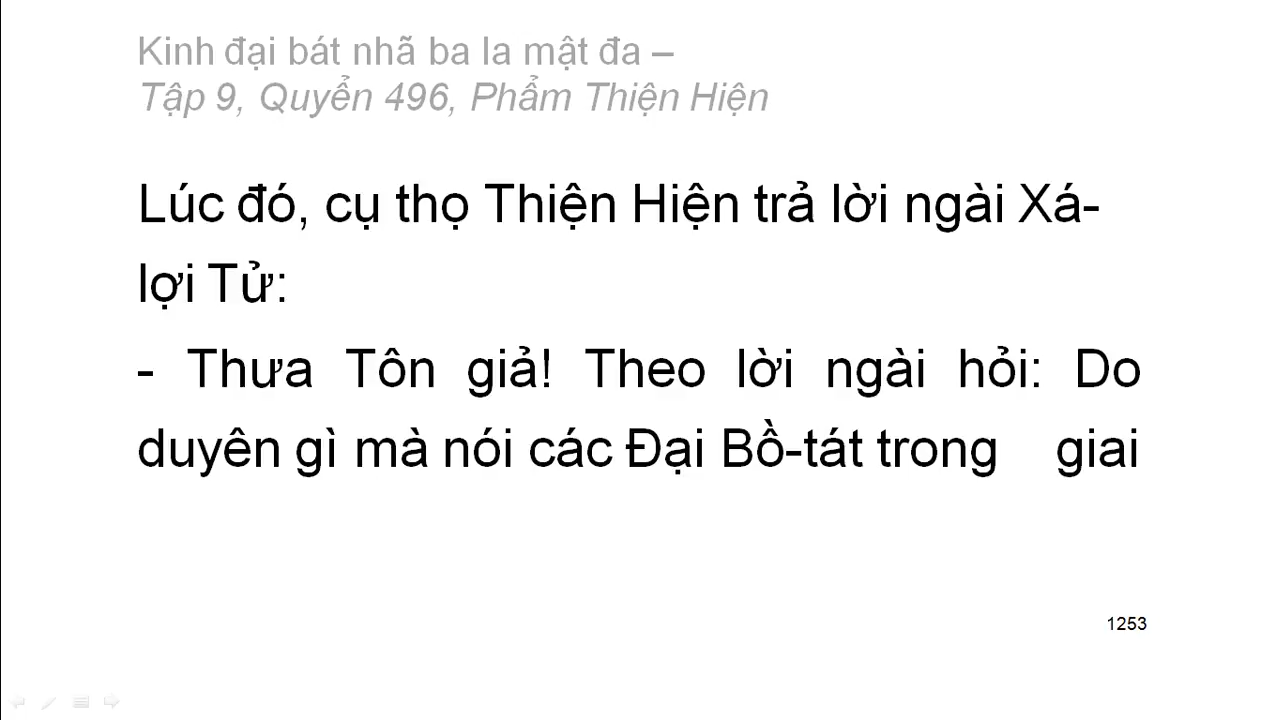 Kinh đại bát nhã ba la mật đa –
Tập 9, Quyển 496, Phẩm Thiện Hiện
Lúc đó, cụ thọ Thiện Hiện trả lời ngài Xá-
lợi Tử:
- Thưa Tôn giả! Theo lời ngài hỏi: Do
duyên gì mà nói các Đại Bồ-tát trong giai
1253